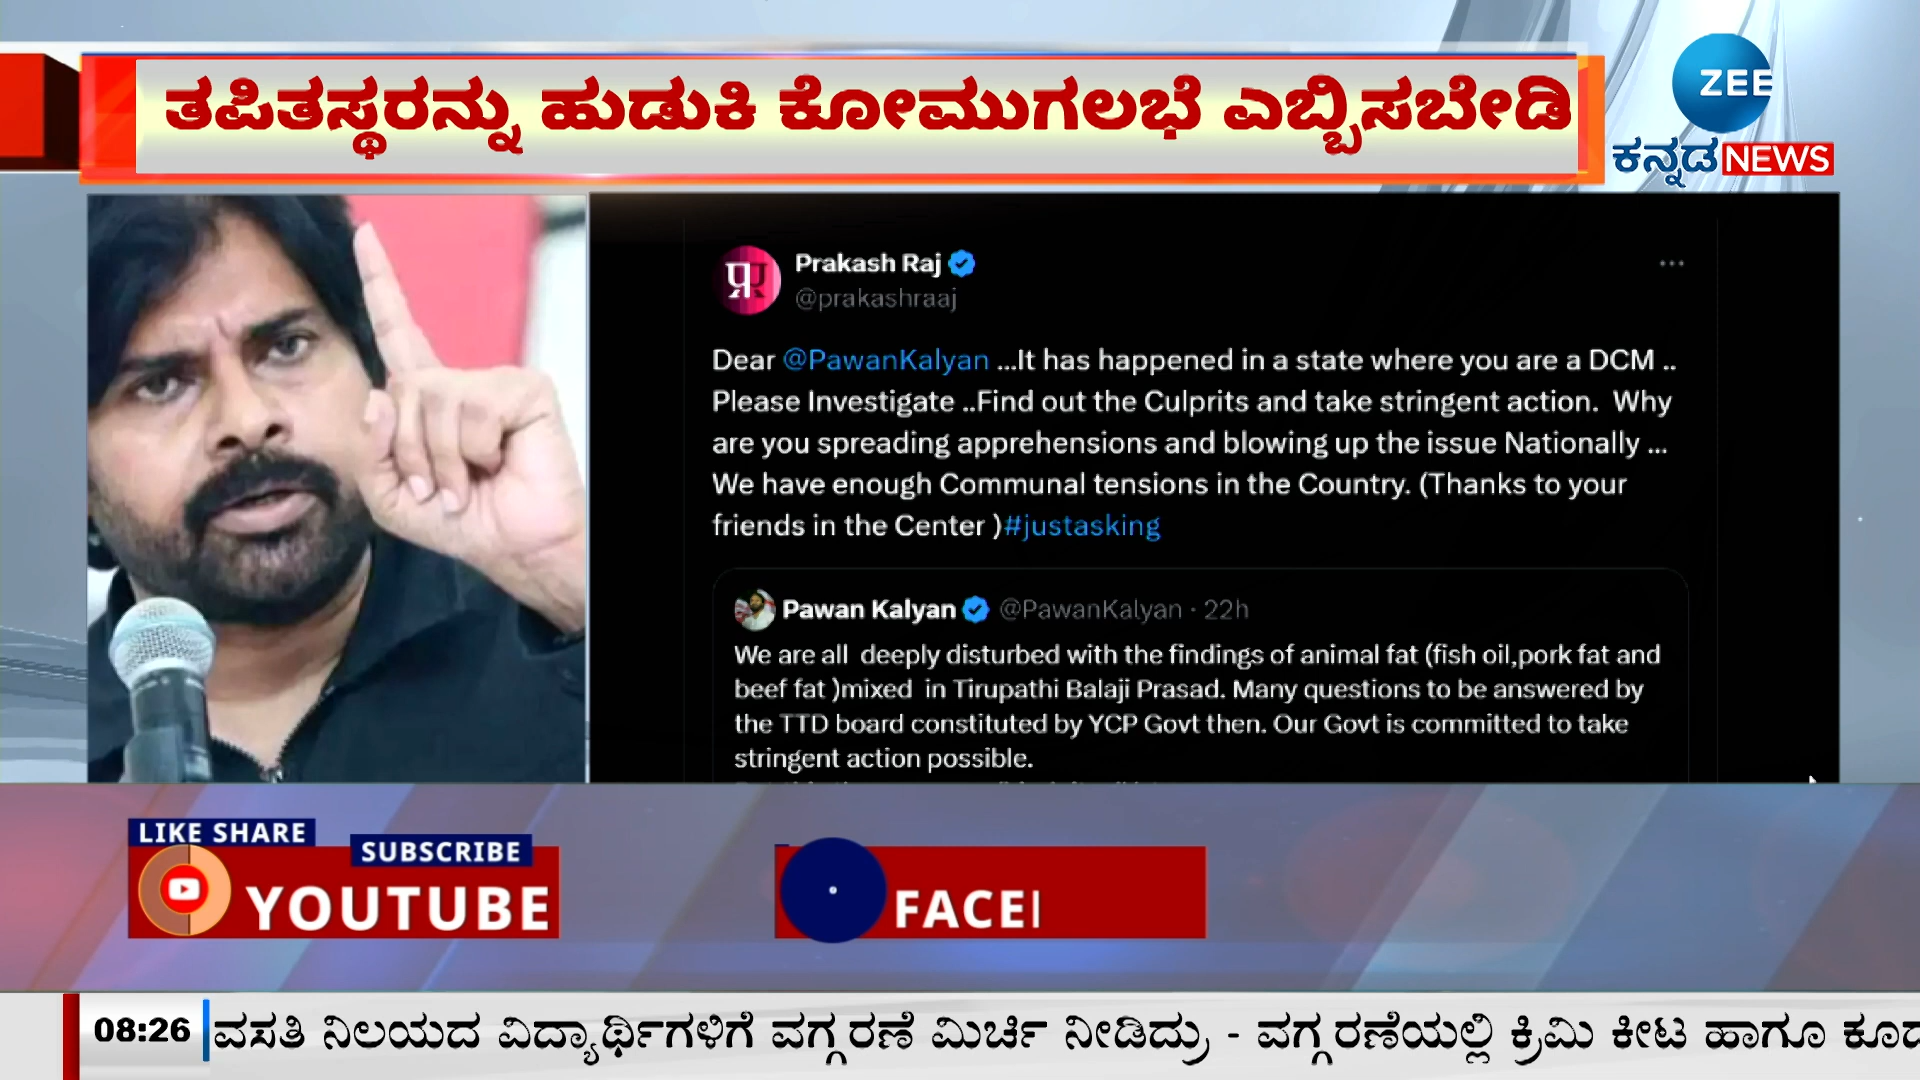 ತಪಿತಸ್ಥರನ್ನು ಹುಡುಕಿ ಕೋಮುಗಲಭೆ ಎಬ್ಬಿಸಬೇಡಿ
ZEE
ಕನ್ನಡ NEWS
Prakash Raj
@prakashraaj
Dear @PawanKalyan ...It has happened in a state where you are a DCM ..
Please Investigate ..Find out the Culprits and take stringent action. Why
are you spreading apprehensions and blowing up the issue Nationally ...
We have enough Communal tensions in the Country. (Thanks to your
friends in the Center )#justasking
Pawan Kalyan @PawanKalyan · 22h
We are all deeply disturbed with the findings of animal fat (fish oil,pork fat and
beef fat )mixed in Tirupathi Balaji Prasad. Many questions to be answered by
the TTD board constituted by YCP Govt then. Our Govt is committed to take
stringent action possible.
LIKE SHARE
SUBSCRIBE
YOUTUBE
FACE
08:26 ವಸತಿ ನಿಲಯದ ವಿದ್ಯಾರ್ಥಿಗಳಿಗೆ ವಗ್ಗರಣೆ ಮಿರ್ಚಿ ನೀಡಿದ್ರು - ವಗ್ಗರಣೆಯಲ್ಲಿ ಕ್ರಿಮಿ ಕೀಟ ಹಾಗೂ ಕೂದ